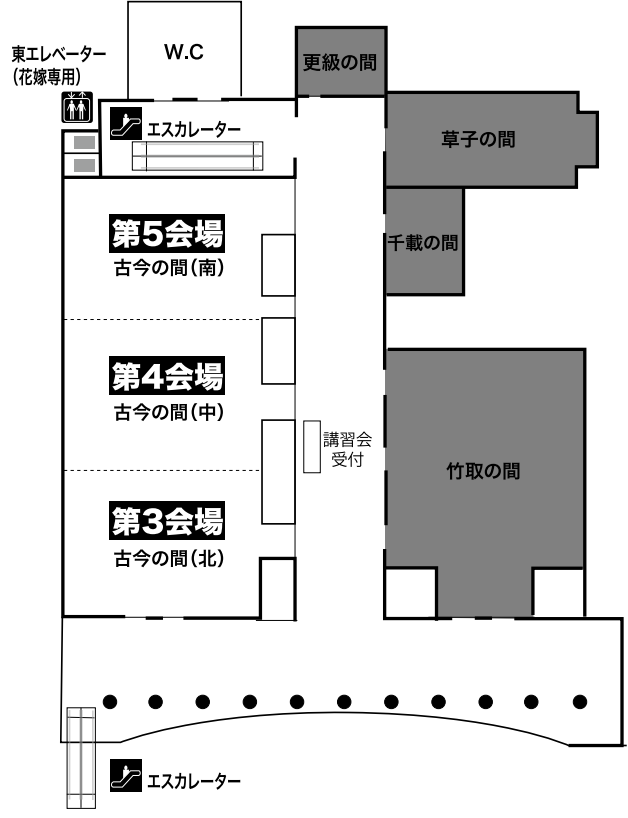 W.C
更級の間
東エレベーター
（花嫁専用）
エスカレーター
草子の間
第5会場
古今の間（南）
千載の間
第4会場
古今の間（中）
講習会
受付
竹取の間
第3会場
古今の間（北）
エスカレーター